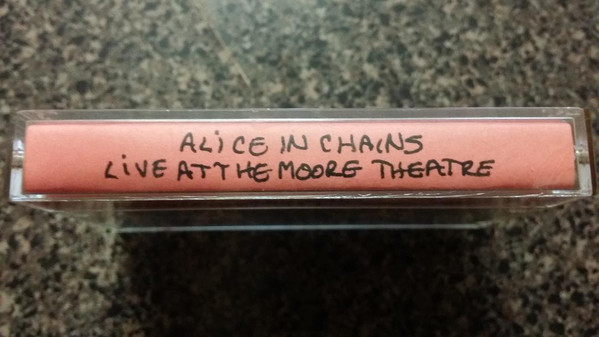 ALiCE IN CHAiNS
LiVE AT THE MOORE THEATRE